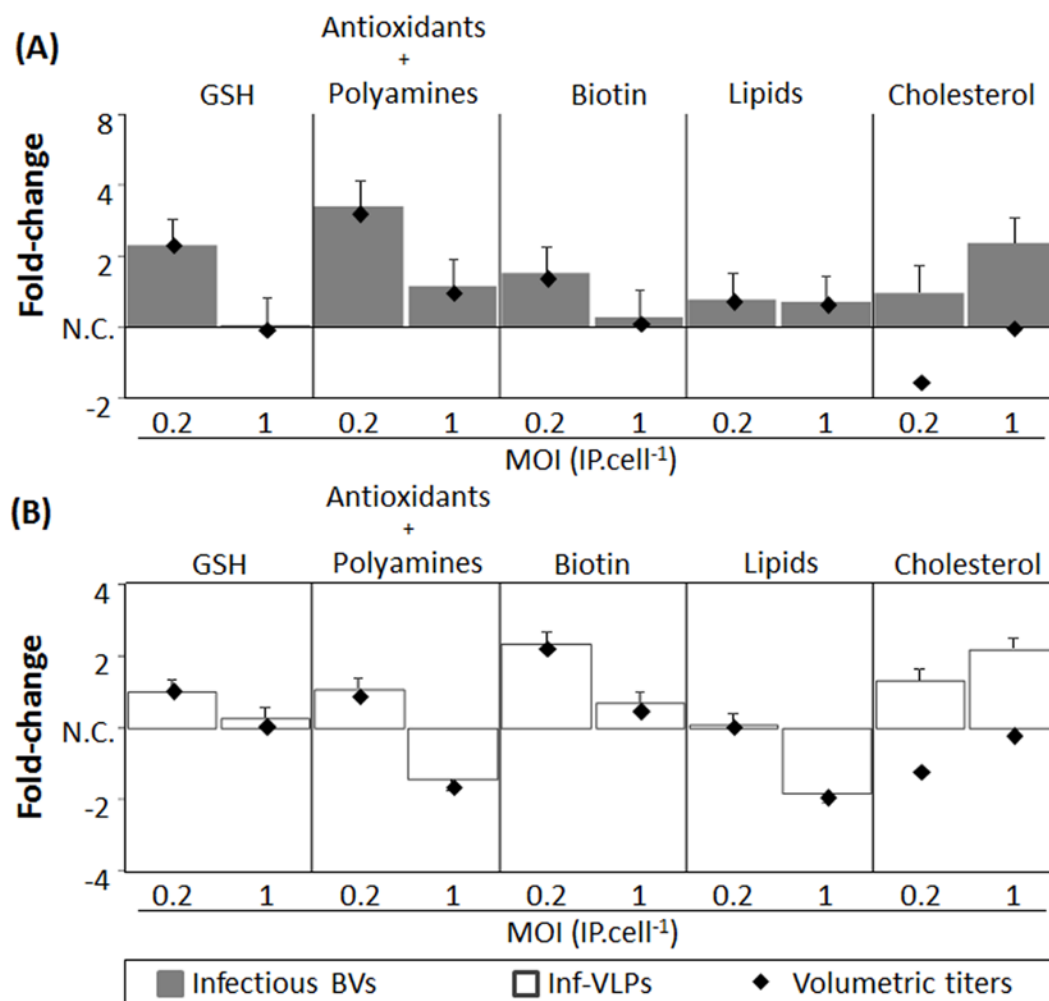 (A)
Antioxidants
+
GSH Polyamines Biotin Lipids Cholesterol
Fold-change
8
4
2
N.C.
-2
0.2 1 0.2 1 0.2 1 0.2 1 0.2 1
MOI (IP.cell⁻¹)
(B)
Antioxidants
+
GSH Polyamines Biotin Lipids Cholesterol
Fold-change
4
2
N.C.
-2
-4
0.2 1 0.2 1 0.2 1 0.2 1 0.2 1
MOI (IP.cell⁻¹)
Infectious BVs Inf-VLPs Volumetric titers